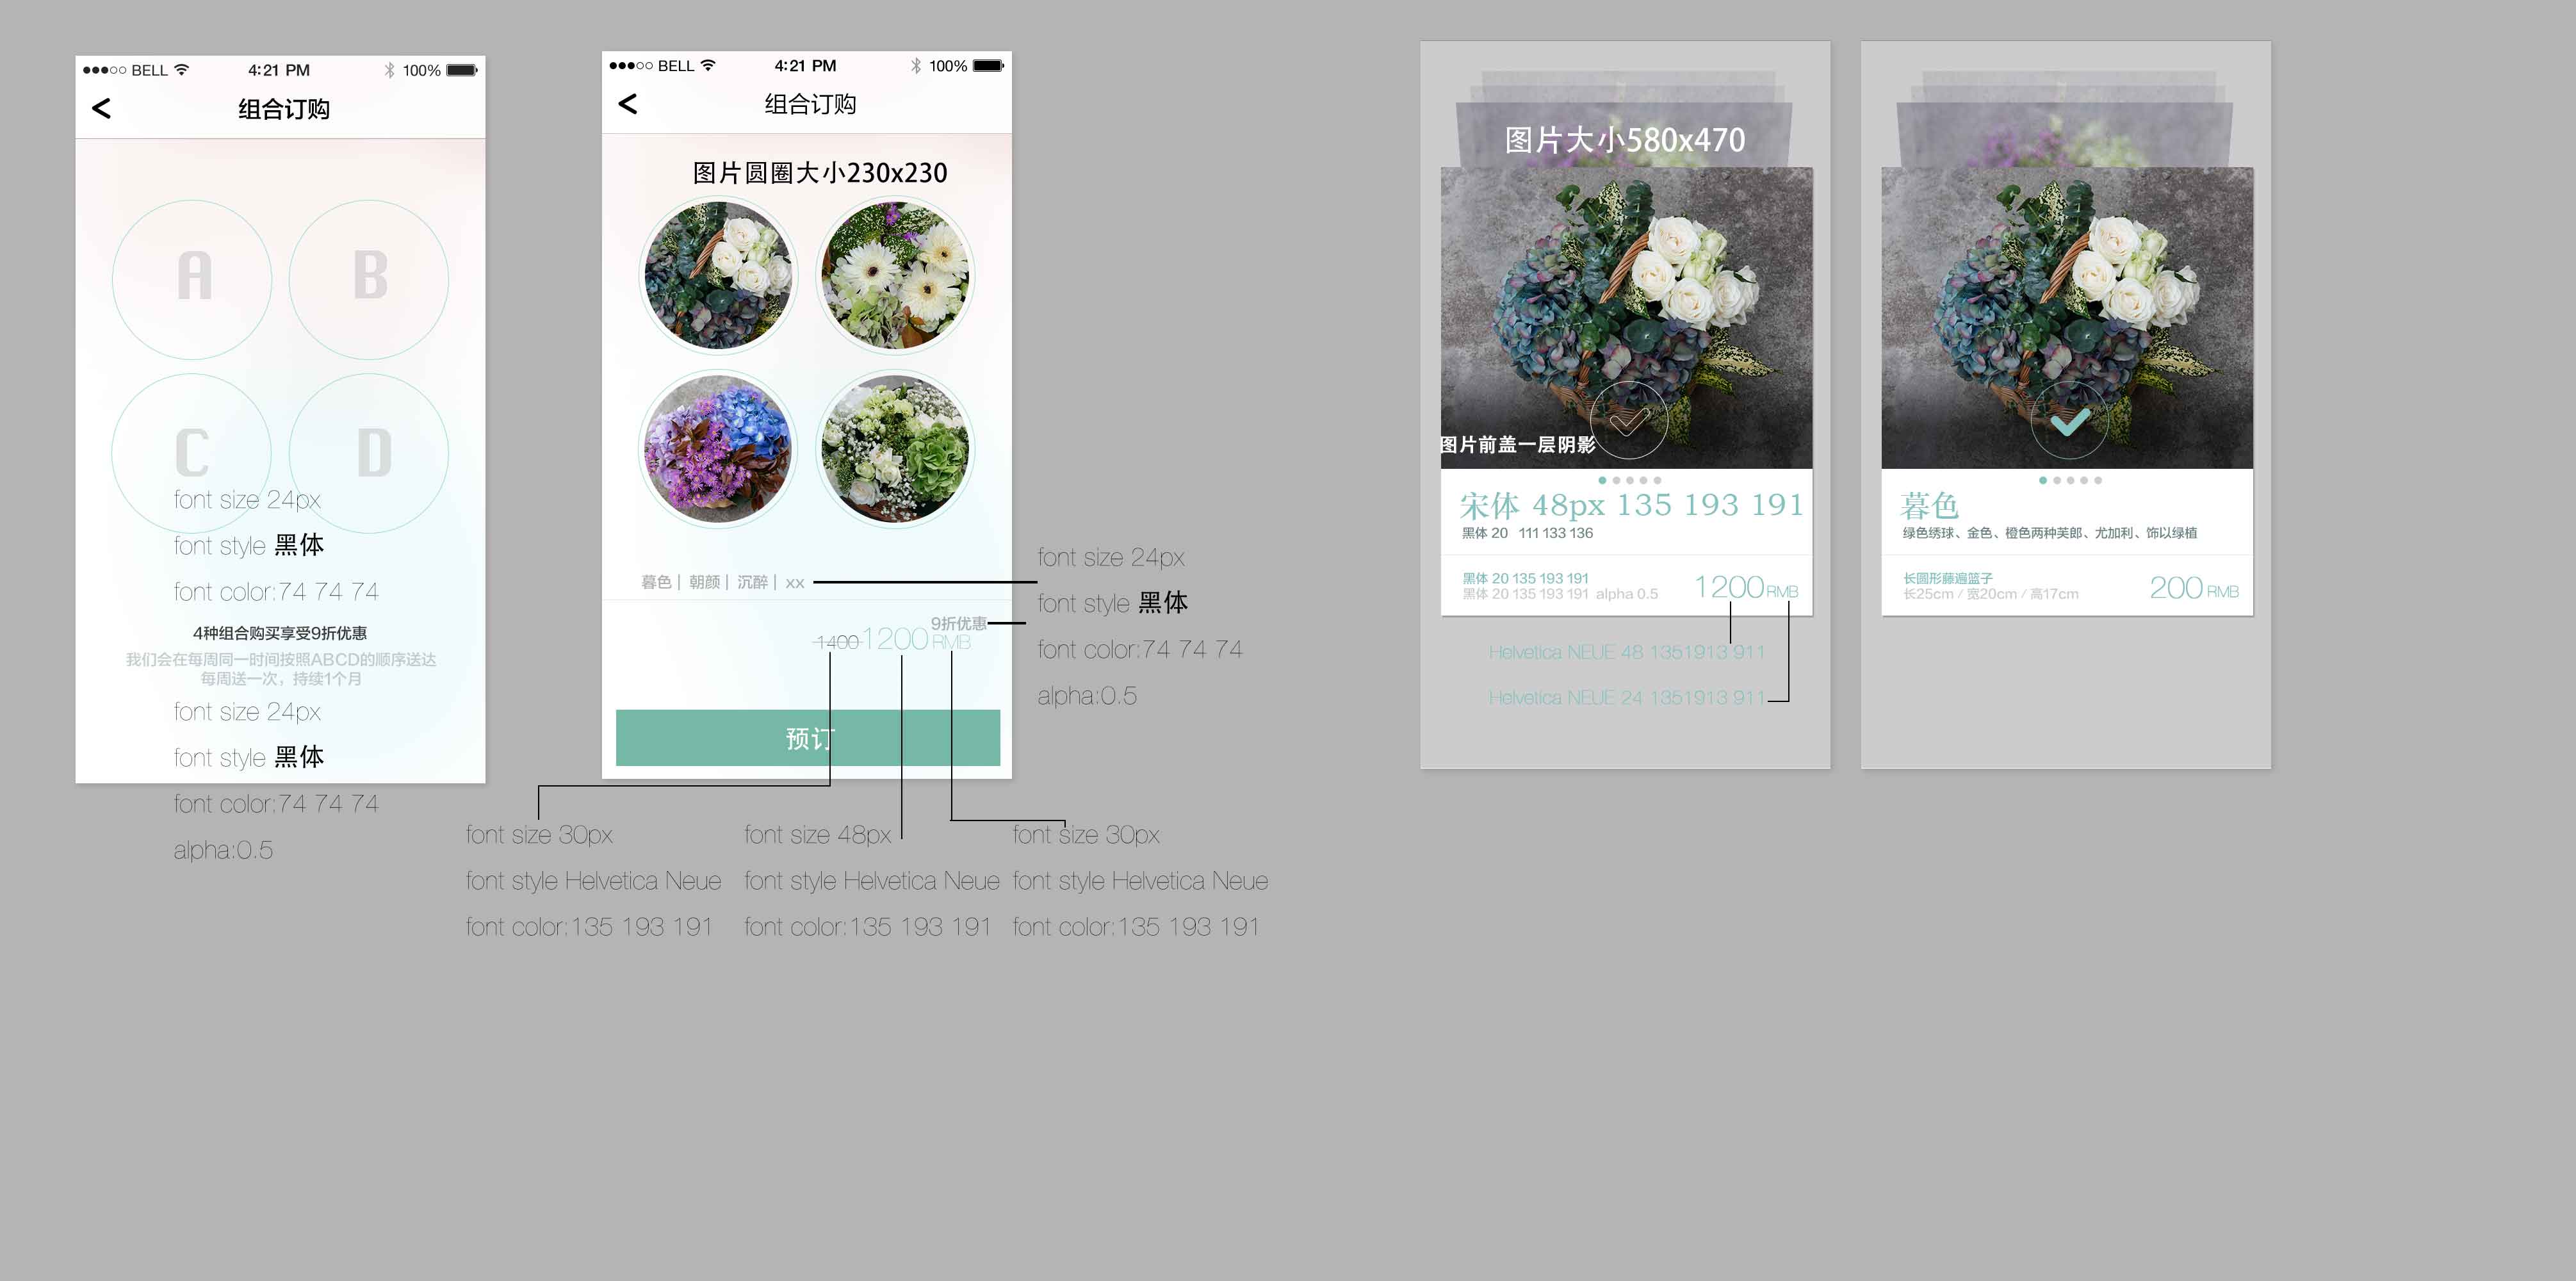 BELL
4:21 PM
100%
<
组合订购
A
B
C
D
font size 24px
font style 黑体
font color:74 74 74
4种组合购买享受9折优惠
我们会在每周同一时间按照ABCD的顺序送达
每周送一次，持续1个月
font size 24px
font style 黑体
font color:74 74 74
alpha:0.5
BELL
4:21 PM
100%
<
组合订购
图片圆圈大小230x230
暮色 | 朝颜 | 沉醉 | xx
9折优惠
1400 1200 RMB
预订
font size 24px
font style 黑体
font color:74 74 74
alpha:0.5
font size 30px
font style Helvetica Neue
font color:135 193 191
font size 48px
font style Helvetica Neue
font color:135 193 191
font size 30px
font style Helvetica Neue
font color:135 193 191
图片大小580x470
图片前盖一层阴影
宋体 48px 135 193 191
黑体 20 111 133 136
黑体 20 135 193 191
黑体 20 135 193 191 alpha 0.5
1200 RMB
Helvetica NEUE 48 1351913 911
Helvetica NEUE 24 1351913 911
暮色
绿色绣球、金色、橙色两种芙郎、尤加利、饰以绿植
长圆形藤遍篮子
长25cm / 宽20cm / 高17cm
200 RMB